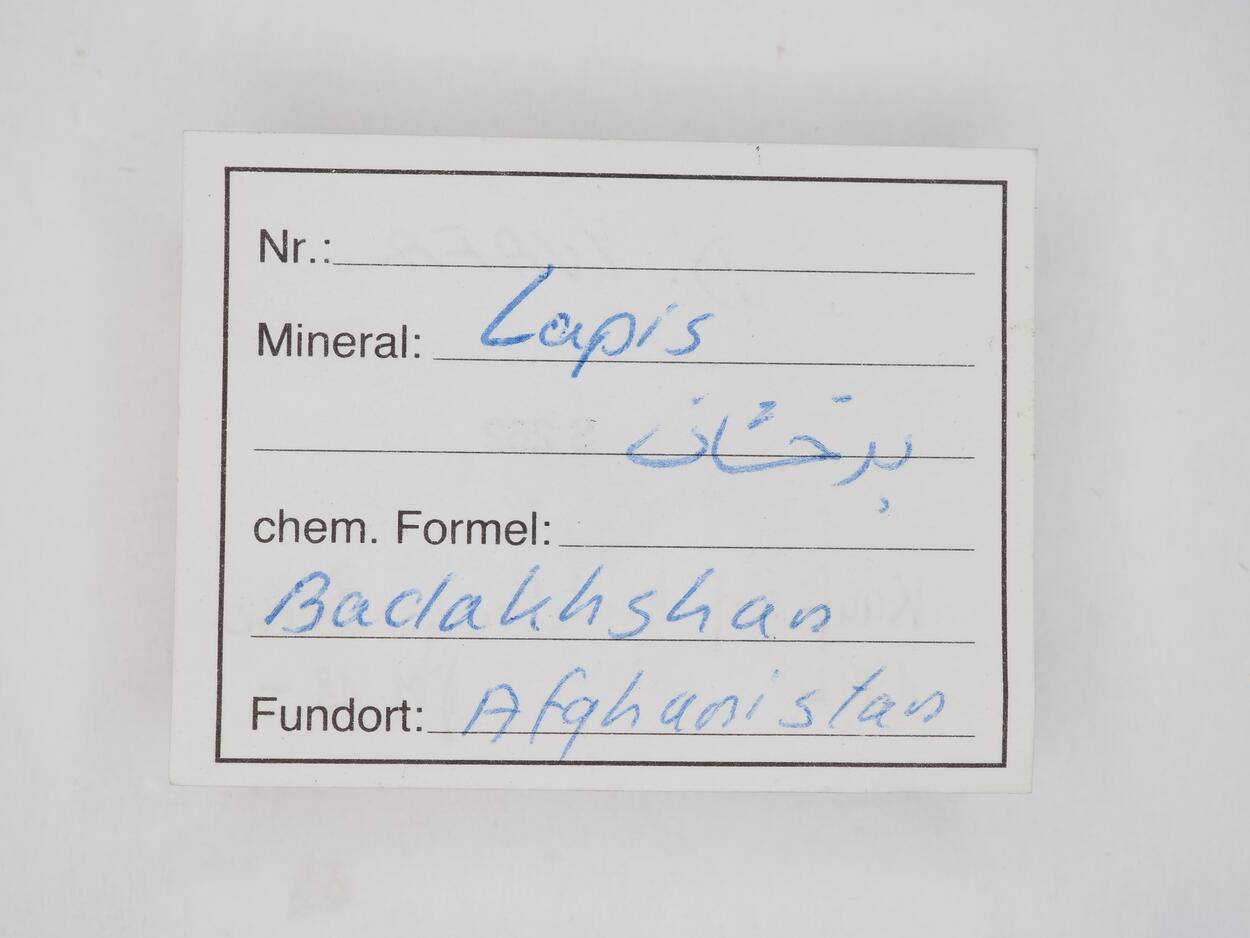 Nr.:
Mineral: Lapis
بدخشان
chem. Formel:
Badakhshan
Fundort: Afghanistan